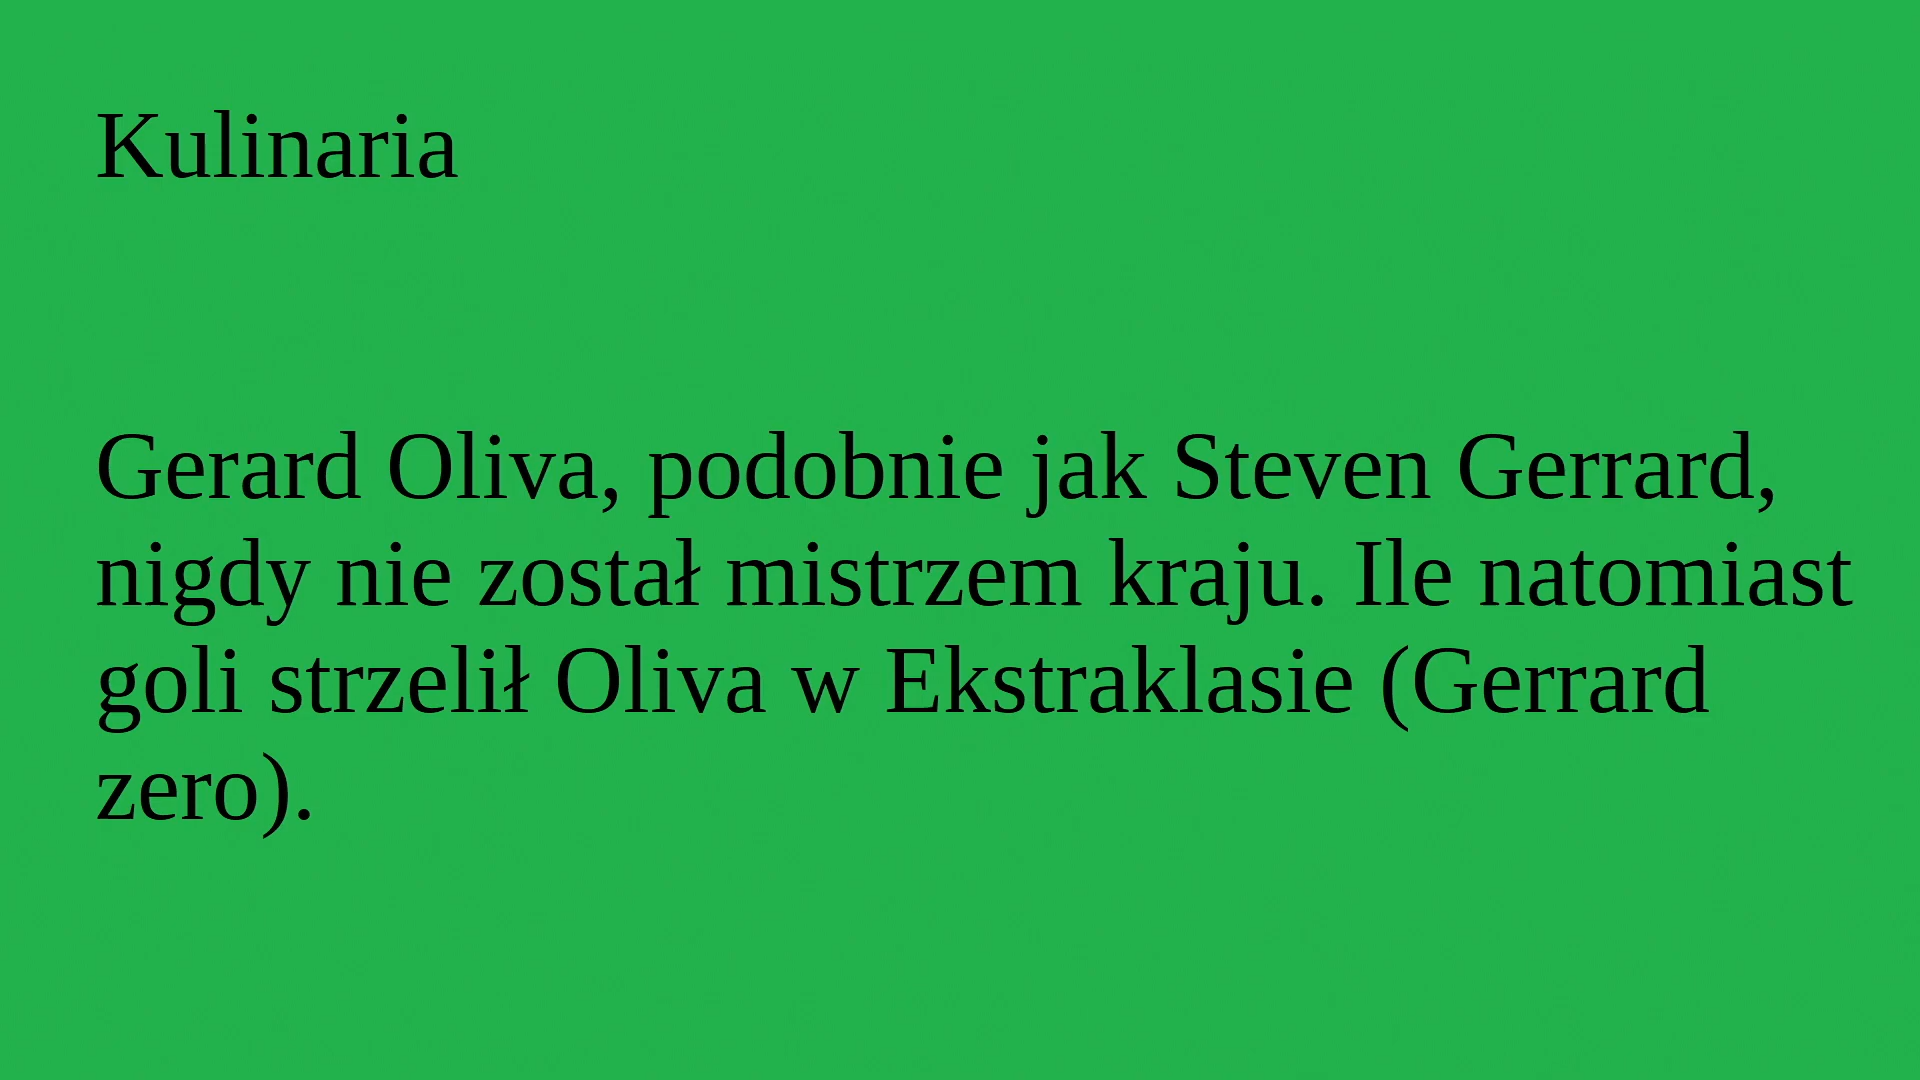 Kulinaria
Gerard Oliva, podobnie jak Steven Gerrard,
nigdy nie został mistrzem kraju. Ile natomiast
goli strzelił Oliva w Ekstraklasie (Gerrard
zero).